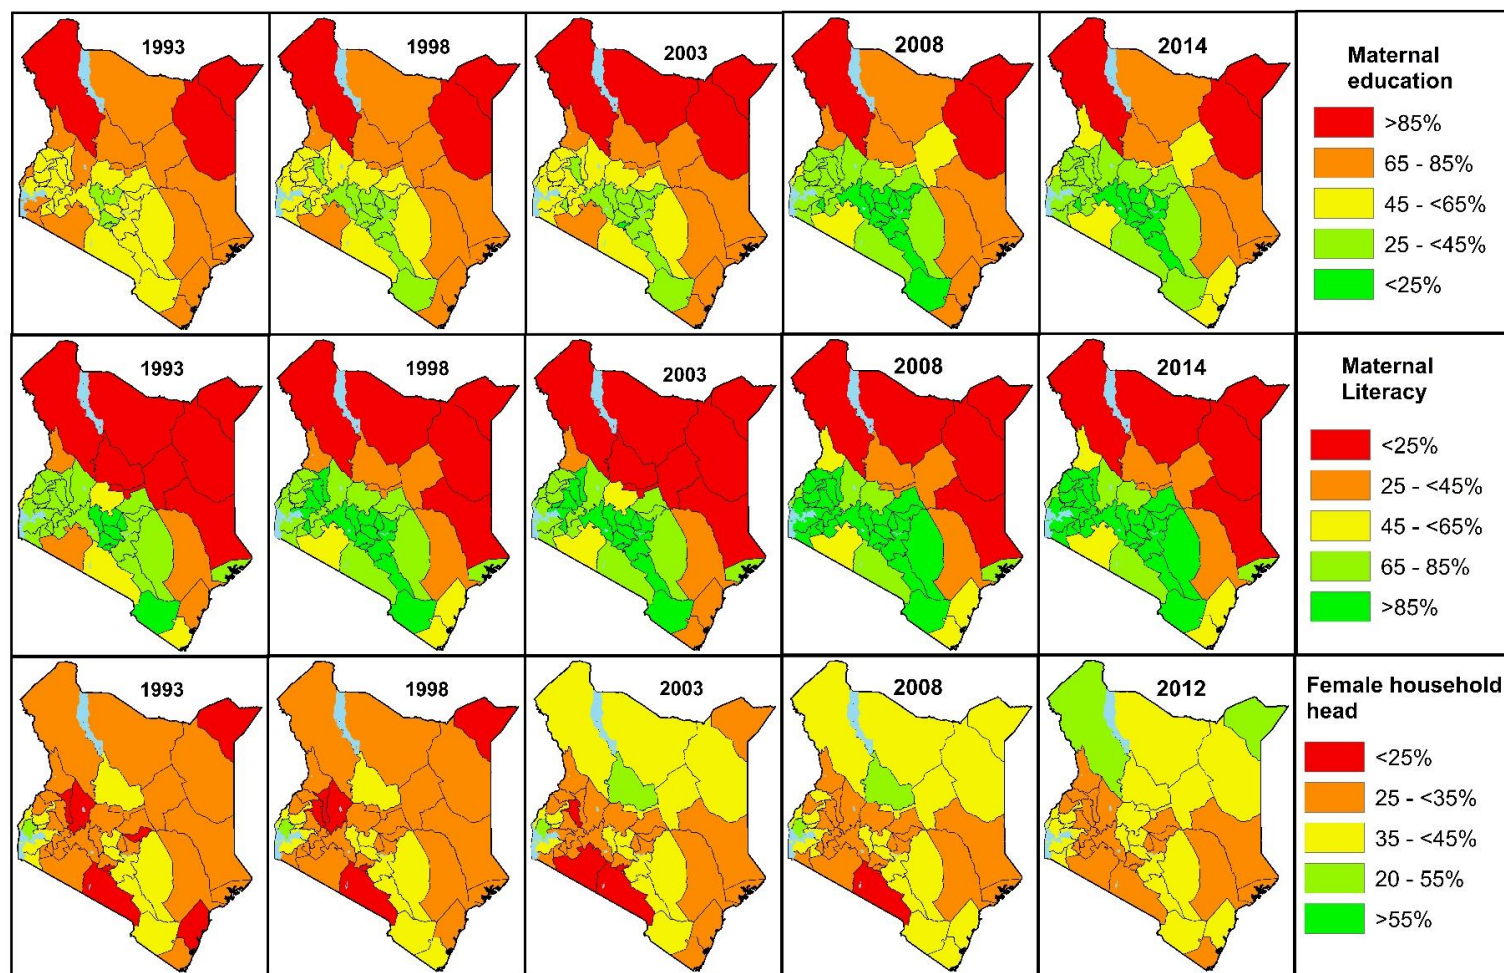 1993
1998
2003
2008
2014
Maternal
education
>85%
65 - 85%
45 - <65%
25 - <45%
<25%
1993
1998
2003
2008
2014
Maternal
Literacy
<25%
25 - <45%
45 - <65%
65 - 85%
>85%
1993
1998
2003
2008
2012
Female household
head
<25%
25 - <35%
35 - <45%
20 - 55%
>55%